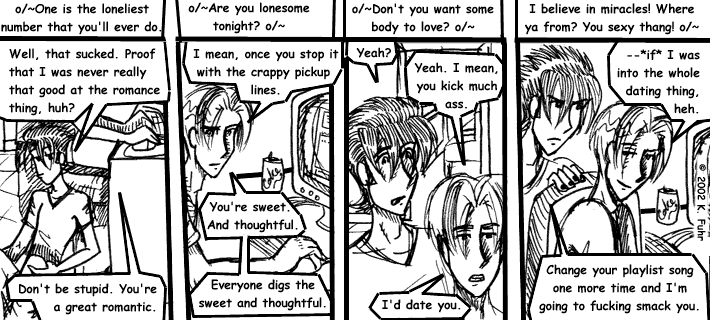 o/~One is the loneliest
number that you'll ever do.
Well, that sucked. Proof
that I was never really
that good at the romance
thing, huh?
Don't be stupid. You're
a great romantic.
o/~Are you lonesome
tonight? o/~
I mean, once you stop it
with the crappy pickup
lines.
You're sweet.
And thoughtful.
Everyone digs the
sweet and thoughtful.
o/~Don't you want some
body to love? o/~
Yeah?
Yeah. I mean,
you kick much
ass.
I'd date you.
I believe in miracles! Where
ya from? You sexy thang! o/~
--*if* I was
into the whole
dating thing,
heh.
Change your playlist song
one more time and I'm
going to fucking smack you.
© 2002 K. Fuhr